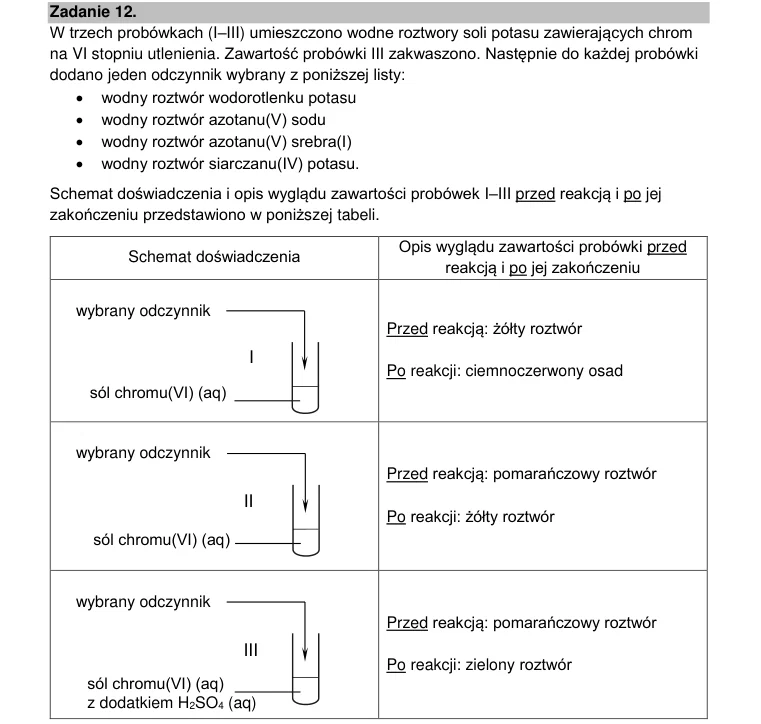 Zadanie 12.
W trzech probówkach (I–III) umieszczono wodne roztwory soli potasu zawierających chrom
na VI stopniu utlenienia. Zawartość probówki III zakwaszono. Następnie do każdej probówki
dodano jeden odczynnik wybrany z poniższej listy:
• wodny roztwór wodorotlenku potasu
• wodny roztwór azotanu(V) sodu
• wodny roztwór azotanu(V) srebra(I)
• wodny roztwór siarczanu(IV) potasu.
Schemat doświadczenia i opis wyglądu zawartości probówek I–III przed reakcją i po jej
zakończeniu przedstawiono w poniższej tabeli.
Schemat doświadczenia
Opis wyglądu zawartości probówki przed
reakcją i po jej zakończeniu
wybrany odczynnik
I
sól chromu(VI) (aq)
Przed reakcją: żółty roztwór
Po reakcji: ciemnoczerwony osad
wybrany odczynnik
II
sól chromu(VI) (aq)
Przed reakcją: pomarańczowy roztwór
Po reakcji: żółty roztwór
wybrany odczynnik
III
sól chromu(VI) (aq)
z dodatkiem H₂SO₄ (aq)
Przed reakcją: pomarańczowy roztwór
Po reakcji: zielony roztwór